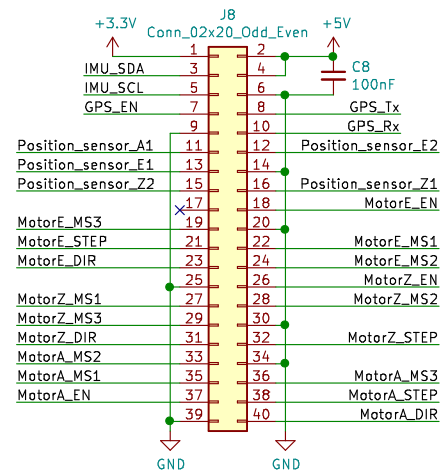 J8
Conn_02x20_Odd_Even
+3.3V
+5V
1 2
IMU_SDA 3 4
C8
100nF
IMU_SCL 5 6
GPS_EN 7 8 GPS_Tx
9 10 GPS_Rx
Position_sensor_A1 11 12 Position_sensor_E2
Position_sensor_E1 13 14
Position_sensor_Z2 15 16 Position_sensor_Z1
17 18 MotorE_EN
MotorE_MS3 19 20
MotorE_STEP 21 22 MotorE_MS1
MotorE_DIR 23 24 MotorE_MS2
25 26 MotorZ_EN
MotorZ_MS1 27 28 MotorZ_MS2
MotorZ_MS3 29 30
MotorZ_DIR 31 32 MotorZ_STEP
MotorA_MS2 33 34
MotorA_MS1 35 36 MotorA_MS3
MotorA_EN 37 38 MotorA_STEP
39 40 MotorA_DIR
GND GND